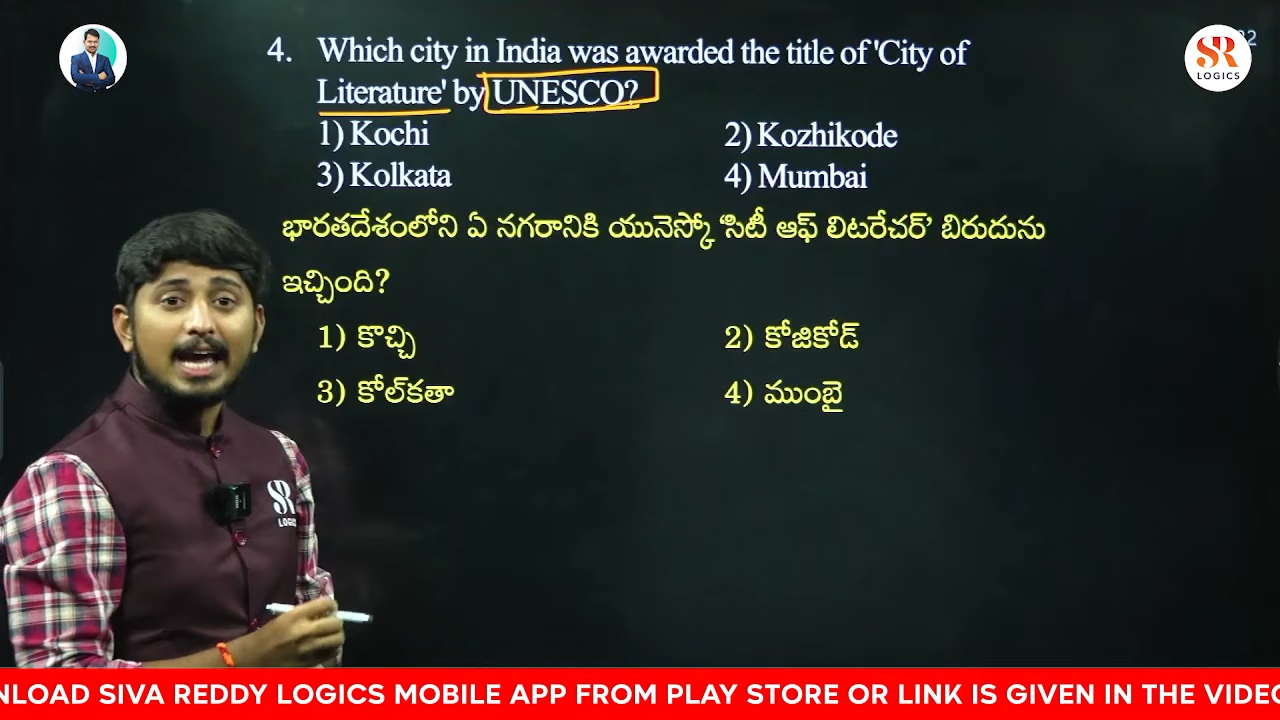 4. Which city in India was awarded the title of 'City of
Literature' by UNESCO?
1) Kochi 2) Kozhikode
3) Kolkata 4) Mumbai
భారతదేశంలోని ఏ నగరానికి యునెస్కో ‘సిటీ ఆఫ్ లిటరేచర్’ బిరుదును
ఇచ్చింది?
1) కొచ్చి 2) కోజికోడ్
3) కోల్‌కతా 4) ముంబై
SR
LOGICS
SR
LOGICS
NLOAD SIVA REDDY LOGICS MOBILE APP FROM PLAY STORE OR LINK IS GIVEN IN THE VIDEO